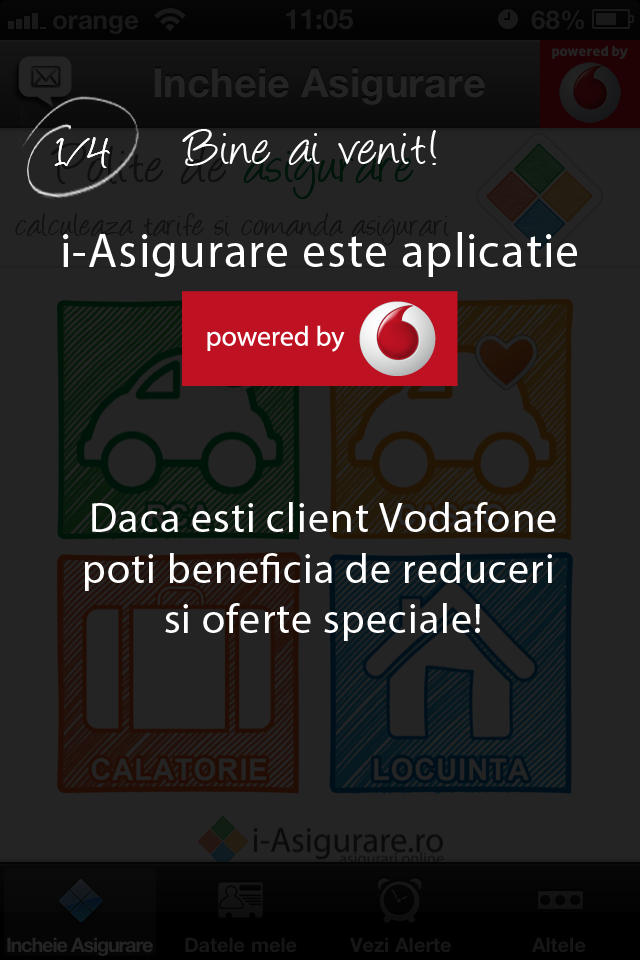 orange 11:05 68%
Incheie Asigurare
powered by
1/4 Bine ai venit!
Polite de asigurare
calculeaza tarife si comanda asigurari
i-Asigurare este aplicatie
powered by
Daca esti client Vodafone
poti beneficia de reduceri
si oferte speciale!
CALATORIE LOCUINTA
i-Asigurare.ro
asigurari online
Incheie Asigurare Datele mele Vezi Alerte Altele